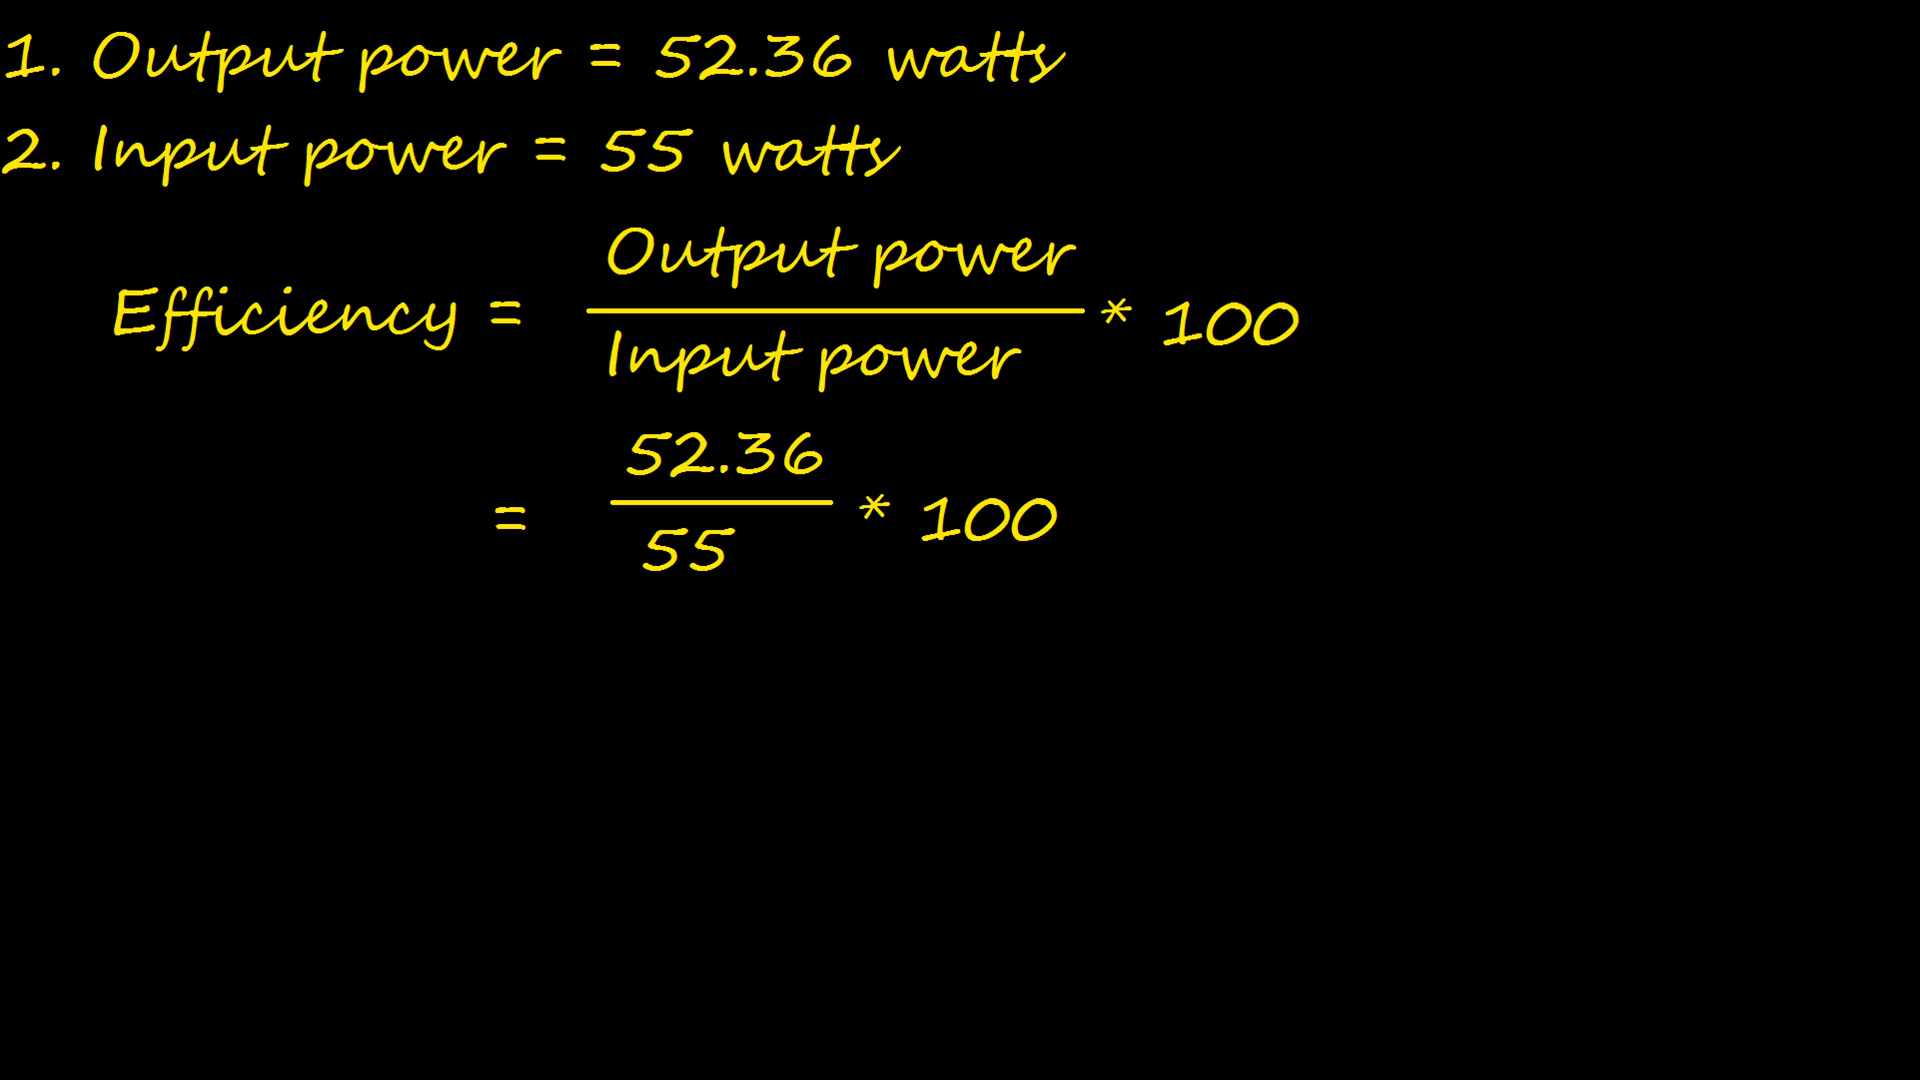 1. Output power = 52.36 watts
2. Input power = 55 watts
Output power
Efficiency = * 100
Input power
52.36
= * 100
55